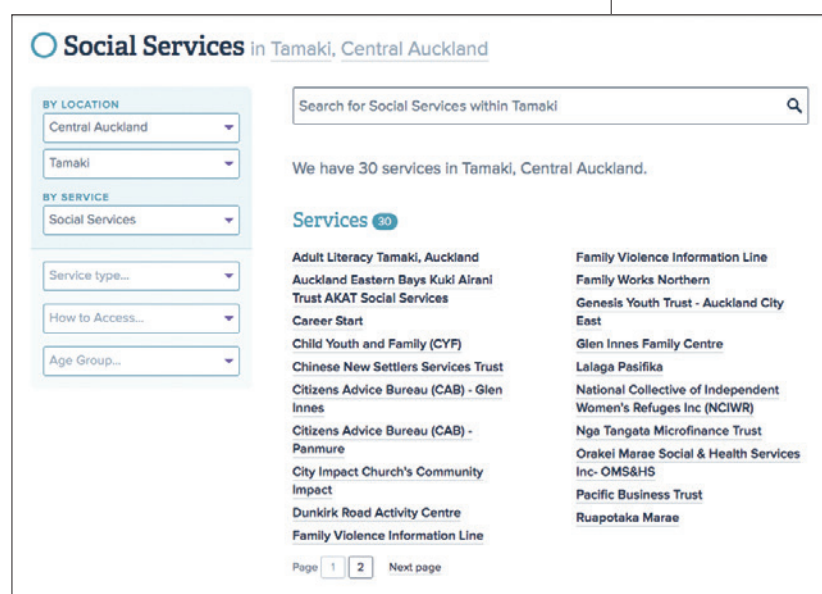 Social Services in Tamaki, Central Auckland
BY LOCATION
Central Auckland
Tamaki
BY SERVICE
Social Services
Service type...
How to Access...
Age Group...
Search for Social Services within Tamaki
We have 30 services in Tamaki, Central Auckland.
Services 30
Adult Literacy Tamaki, Auckland
Auckland Eastern Bays Kuki Airani
Trust AKAT Social Services
Career Start
Child Youth and Family (CYF)
Chinese New Settlers Services Trust
Citizens Advice Bureau (CAB) - Glen
Innes
Citizens Advice Bureau (CAB) -
Panmure
City Impact Church's Community
Impact
Dunkirk Road Activity Centre
Family Violence Information Line
Family Violence Information Line
Family Works Northern
Genesis Youth Trust - Auckland City
East
Glen Innes Family Centre
Lalaga Pasifika
National Collective of Independent
Women's Refuges Inc (NCIWR)
Nga Tangata Microfinance Trust
Orakei Marae Social & Health Services
Inc- OMS&HS
Pacific Business Trust
Ruapotaka Marae
Page 1 2 Next page